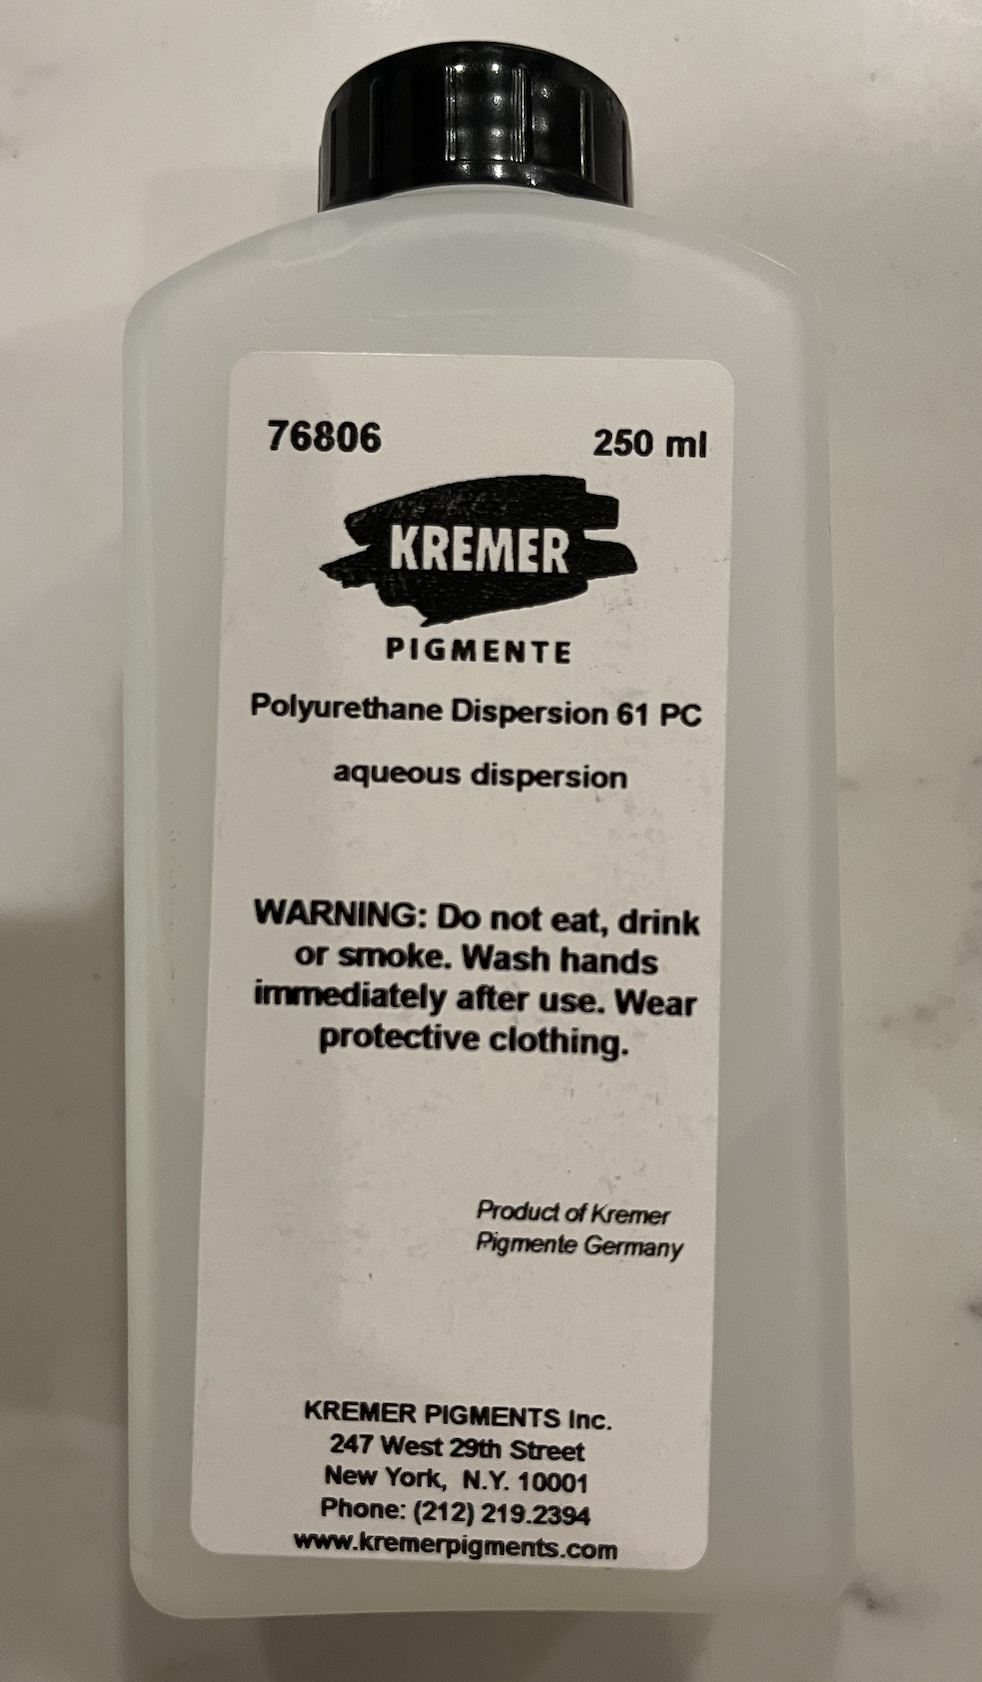 76806 250 ml
KREMER
PIGMENTE
Polyurethane Dispersion 61 PC
aqueous dispersion
WARNING: Do not eat, drink
or smoke. Wash hands
immediately after use. Wear
protective clothing.
Product of Kremer
Pigmente Germany
KREMER PIGMENTS Inc.
247 West 29th Street
New York, N.Y. 10001
Phone: (212) 219.2394
www.kremerpigments.com